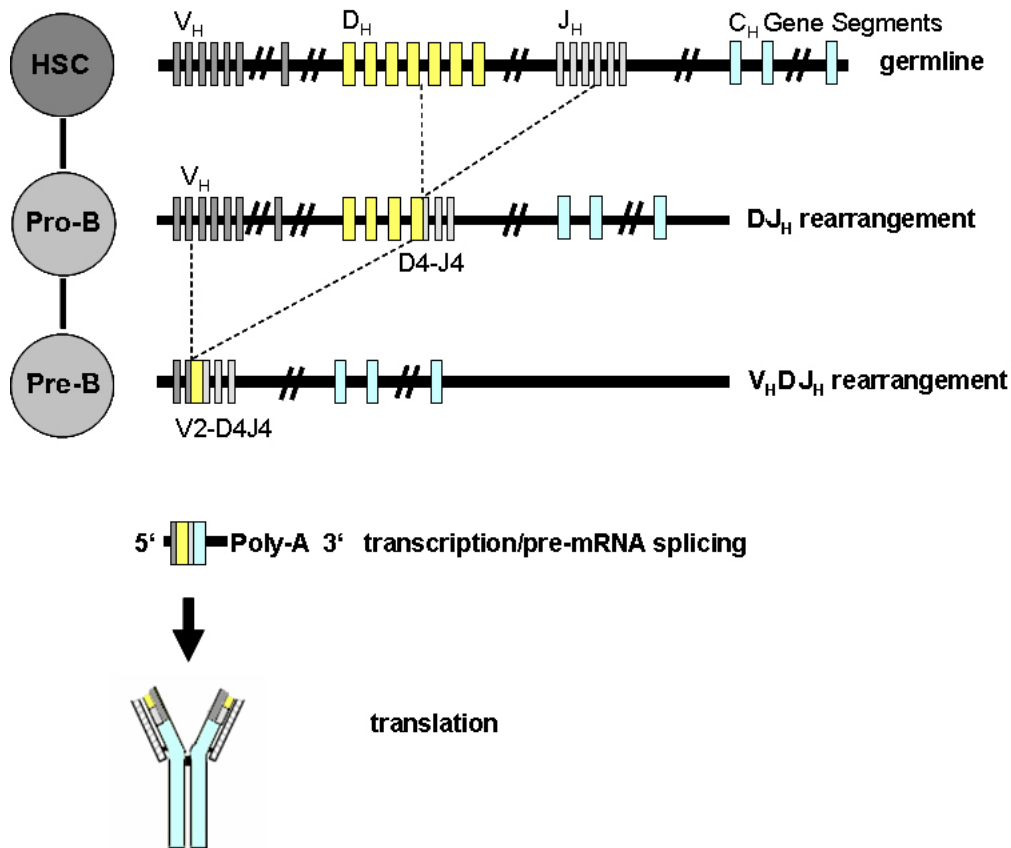 V_H D_H J_H C_H Gene Segments
HSC germline
V_H
Pro-B DJ_H rearrangement
D4-J4
Pre-B V_HDJ_H rearrangement
V2-D4J4
5‘ Poly-A 3‘ transcription/pre-mRNA splicing
translation